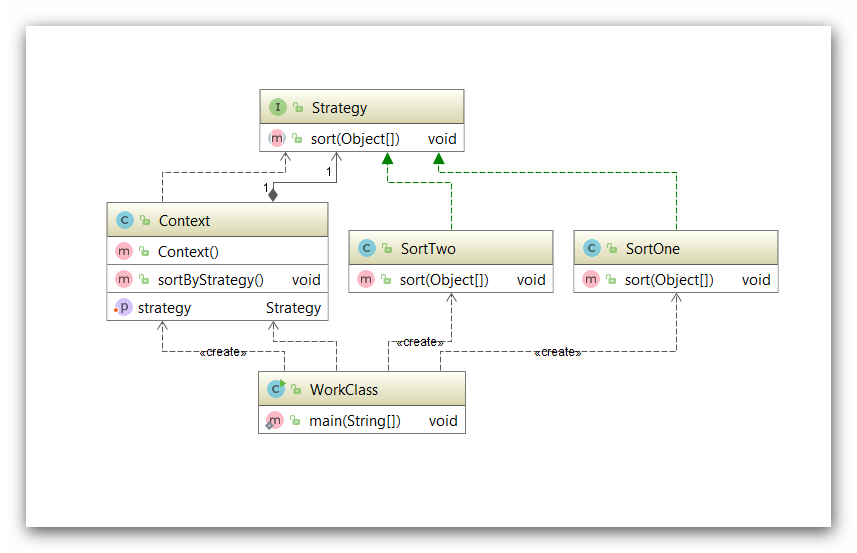 I Strategy
m sort(Object[]) void
1
1
C Context
m Context()
m sortByStrategy() void
p strategy Strategy
C SortTwo
m sort(Object[]) void
C SortOne
m sort(Object[]) void
«create»
«create»
«create»
C WorkClass
m main(String[]) void